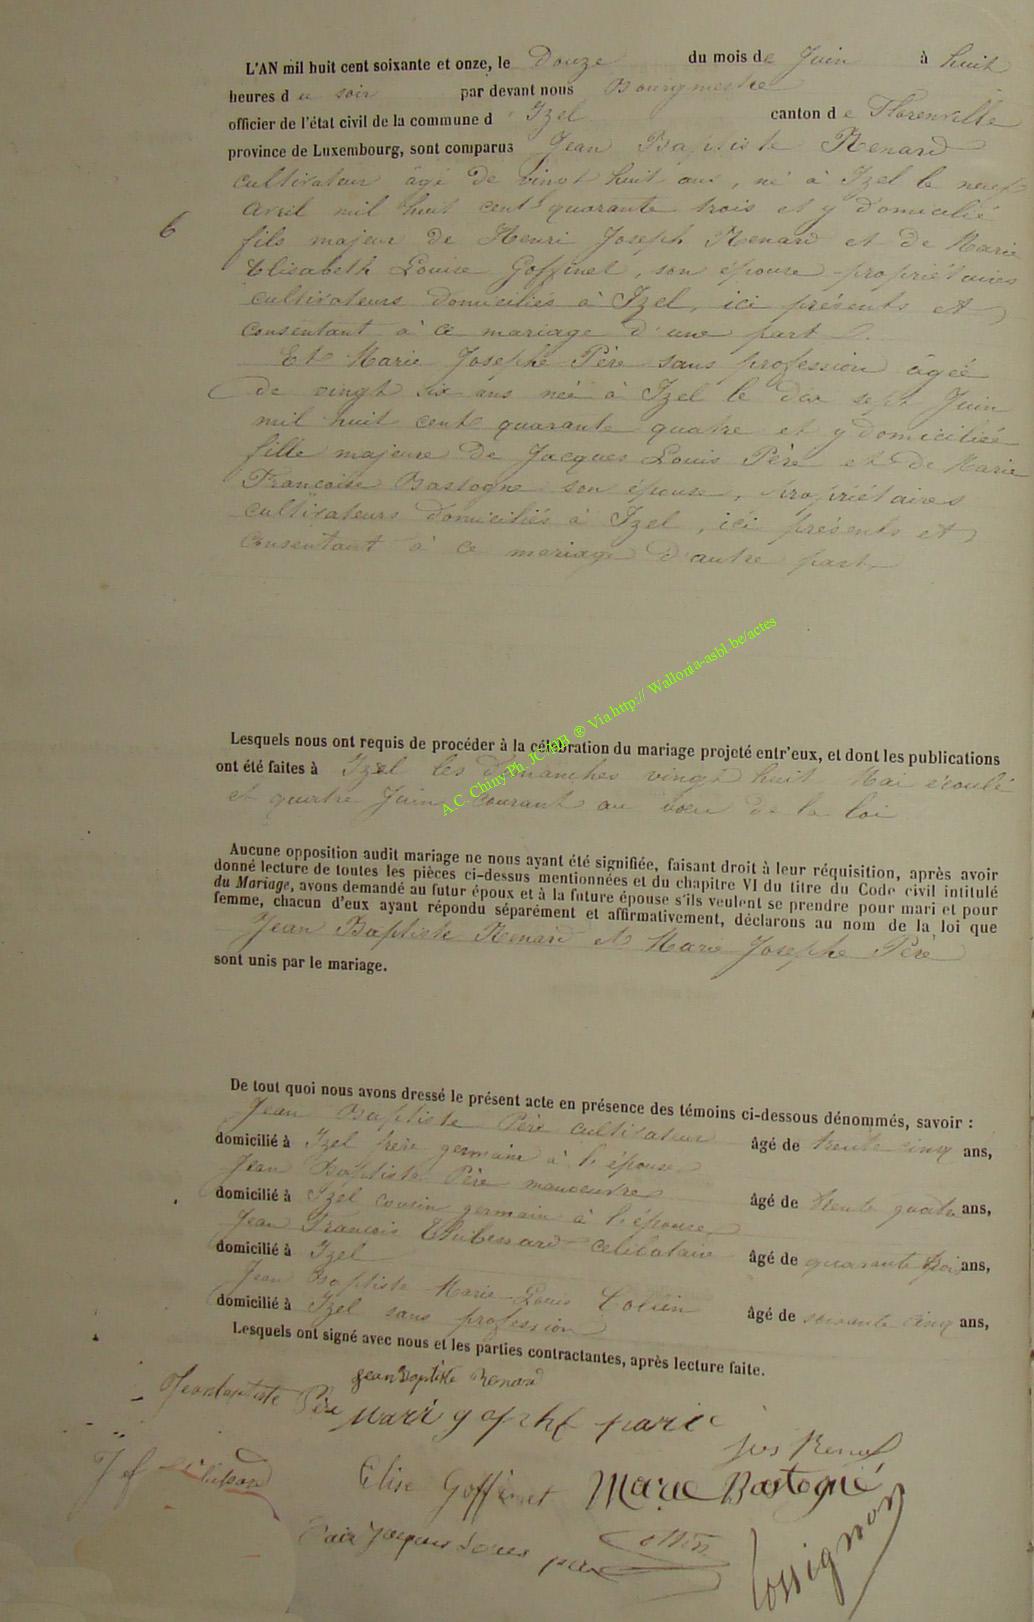 L'AN mil huit cent soixante et onze, le Douze du mois de Juin à huit
heures du soir par devant nous Bourgmestre
officier de l'état civil de la commune d'Izel canton de Florenville
province de Luxembourg, sont comparus Jean Baptiste Renard
cultivateur âgé de vingt huit ans, né à Izel le neuf
avril mil huit cent quarante trois et y domicilié
6
fils majeur de Henri Joseph Renard et de Marie
Elisabeth Louise Goffinet, son épouse propriétaires
cultivateurs domiciliés à Izel, ici présents et
consentant à ce mariage d'une part.
Et Marie Josephe Père sans profession âgée
de vingt six ans née à Izel le dix sept Juin
mil huit cent quarante quatre et y domiciliée
fille majeure de Jacques Louis Père et de Marie
Françoise Bastogne son épouse, propriétaires
cultivateurs domiciliés à Izel, ici présents et
consentant à ce mariage d'autre part.
A.C. Chiny Ph. JC HB ® Via http:// Wallonia-asbl.be/actes
Lesquels nous ont requis de procéder à la célébration du mariage projeté entr'eux, et dont les publications
ont été faites à Izel les dimanches vingt huit Mai écoulé
et quatre Juin courant au voeu de la loi
Aucune opposition audit mariage ne nous ayant été signifiée, faisant droit à leur réquisition, après avoir
donné lecture de toutes les pièces ci-dessus mentionnées et du chapitre VI du titre du Code civil intitulé
du Mariage, avons demandé au futur époux et à la future épouse s'ils veulent se prendre pour mari et pour
femme, chacun d'eux ayant répondu séparément et affirmativement, déclarons au nom de la loi que
Jean Baptiste Renard et Marie Josephe Père
sont unis par le mariage.
De tout quoi nous avons dressé le présent acte en présence des témoins ci-dessous dénommés, savoir :
Jean Baptiste Père cultivateur âgé de trente cinq ans,
domicilié à Izel frère germain à l'épouse
Jean Baptiste Père manoeuvre âgé de trente quatre ans,
domicilié à Izel cousin germain à l'épouse
Jean François Thibessard célibataire âgé de quarante trois ans,
domicilié à Izel
Jean Baptiste Marie Louis Collin âgé de soixante cinq ans,
domicilié à Izel sans profession
Lesquels ont signé avec nous et les parties contractantes, après lecture faite.
Jean Baptiste Renard
Jeanbaptiste Père
Marie Bastogne
Elise Goffinet
Jacques Louis père
Collin
Rossignon